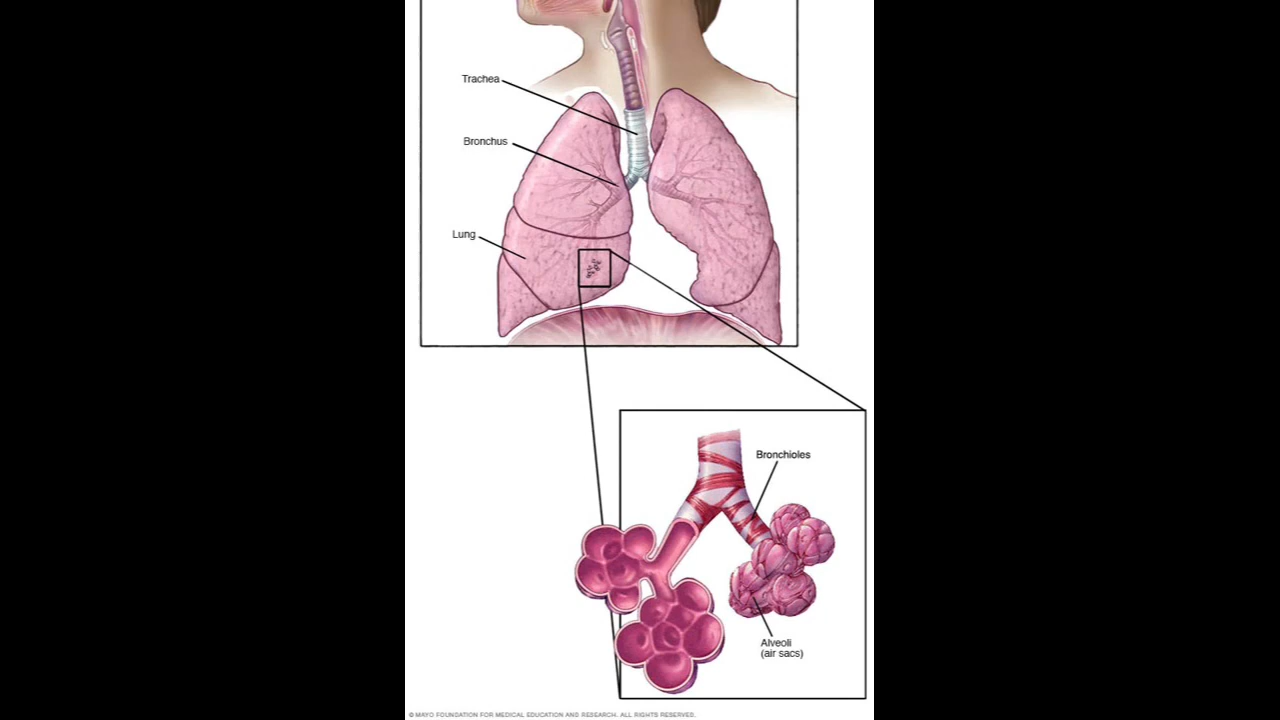 Trachea
Bronchus
Lung
Bronchioles
Alveoli
(air sacs)
© MAYO FOUNDATION FOR MEDICAL EDUCATION AND RESEARCH. ALL RIGHTS RESERVED.